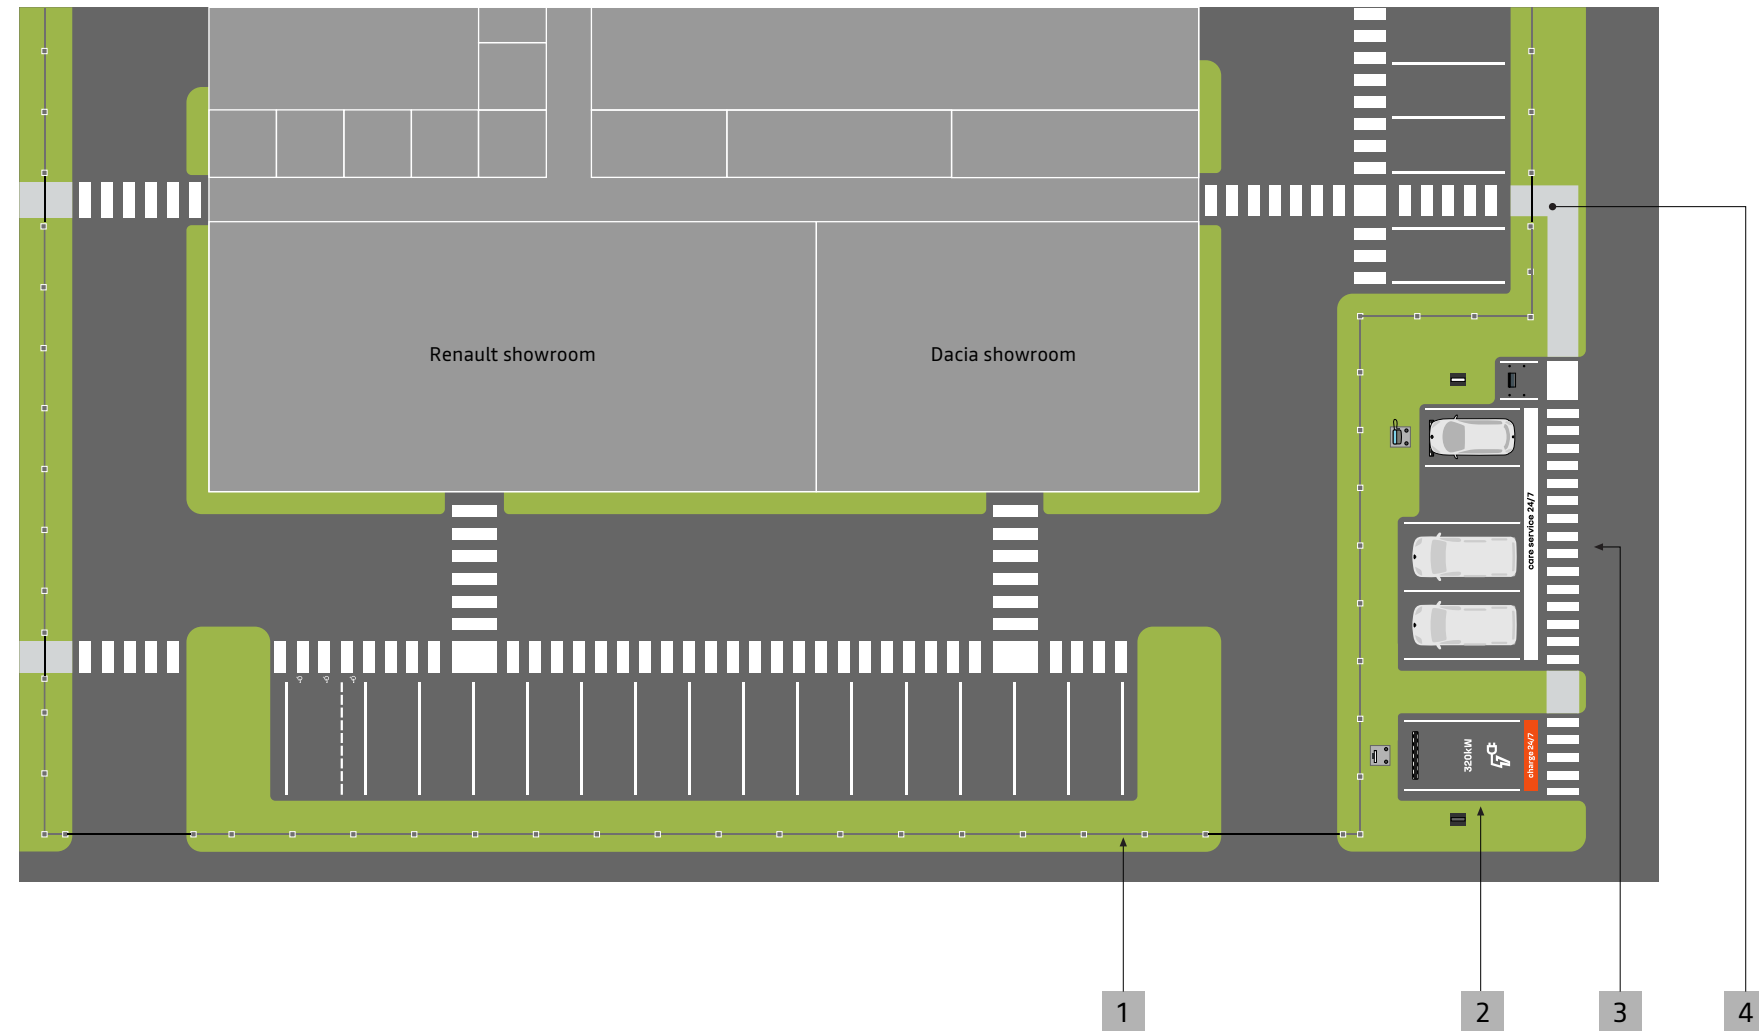 Renault showroom
Dacia showroom
care service 24/7
320kW
charge 24/7
1
2
3
4